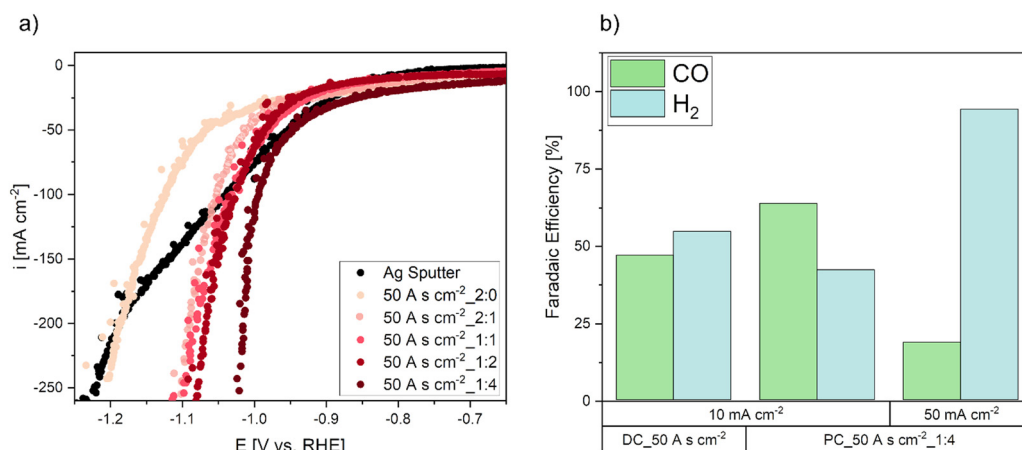 a)
0
-50
-100
-150
-200
-250
i [mA cm⁻²]
Ag Sputter
50 A s cm⁻²_2:0
50 A s cm⁻²_2:1
50 A s cm⁻²_1:1
50 A s cm⁻²_1:2
50 A s cm⁻²_1:4
-1.2 -1.1 -1.0 -0.9 -0.8 -0.7
E [V vs. RHE]
b)
CO
H₂
100
75
50
25
0
Faradaic Efficiency [%]
10 mA cm⁻² 50 mA cm⁻²
DC_50 A s cm⁻² PC_50 A s cm⁻²_1:4